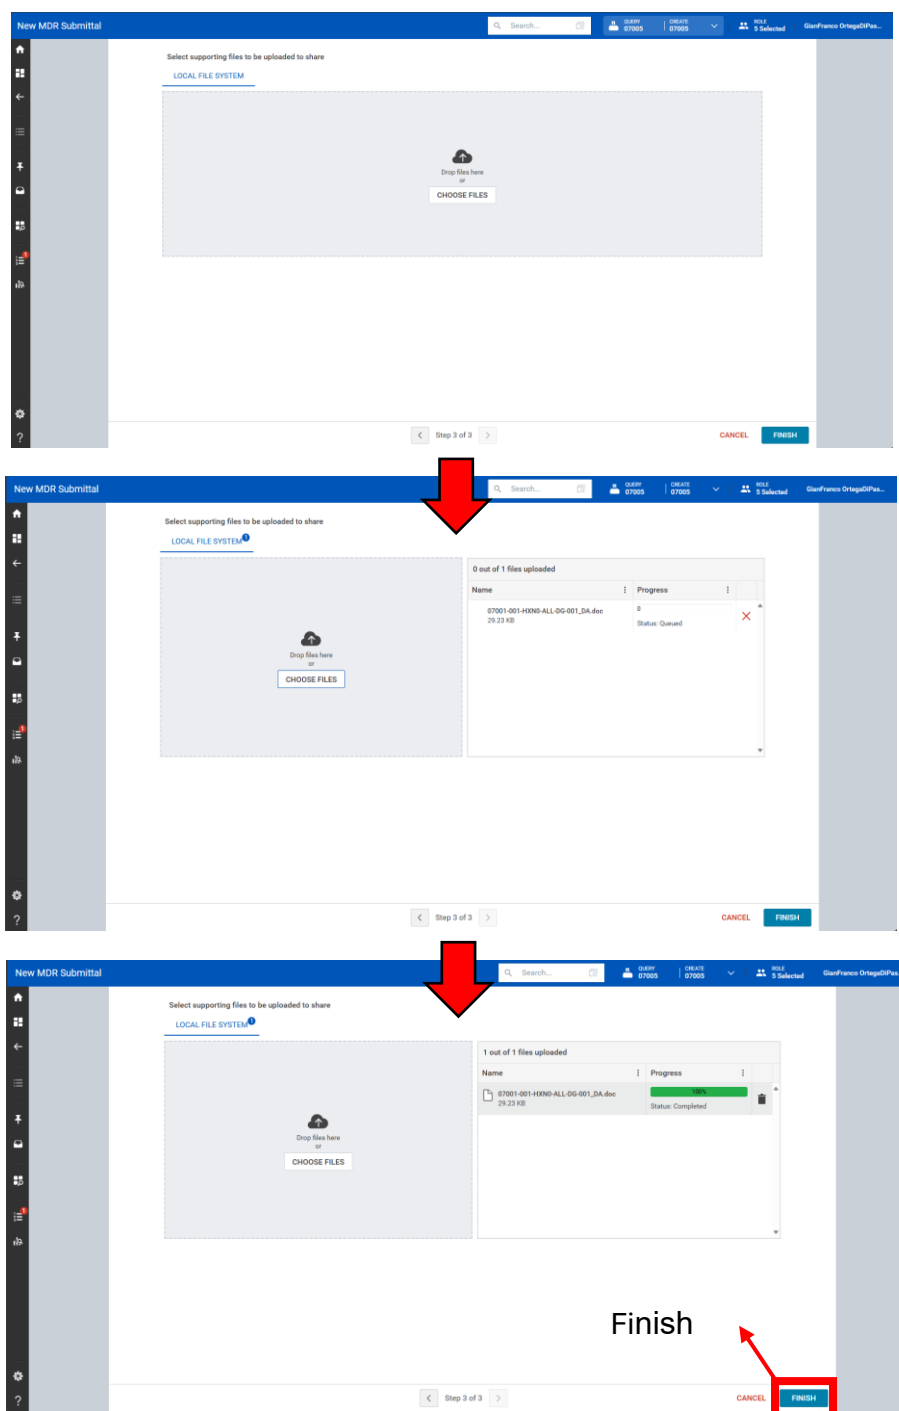 New MDR Submittal
Search...
QUERY
07005
CREATE
07005
ROLE
5 Selected
GianFranco OrtegaDiPas...
Select supporting files to be uploaded to share
LOCAL FILE SYSTEM
Drop files here
or
CHOOSE FILES
1
?
Step 3 of 3
CANCEL
FINISH
New MDR Submittal
Search...
QUERY
07005
CREATE
07005
ROLE
5 Selected
GianFranco OrtegaDiPas...
Select supporting files to be uploaded to share
LOCAL FILE SYSTEM 1
0 out of 1 files uploaded
Name
Progress
07001-001-HXN0-ALL-DG-001_DA.doc
29.23 KB
0
Status: Queued
Drop files here
or
CHOOSE FILES
1
?
Step 3 of 3
CANCEL
FINISH
New MDR Submittal
Search...
QUERY
07005
CREATE
07005
ROLE
5 Selected
GianFranco OrtegaDiPas
Select supporting files to be uploaded to share
LOCAL FILE SYSTEM 1
1 out of 1 files uploaded
Name
Progress
07001-001-HXN0-ALL-DG-001_DA.doc
29.23 KB
100%
Status: Completed
Drop files here
or
CHOOSE FILES
1
Finish
?
Step 3 of 3
CANCEL
FINISH